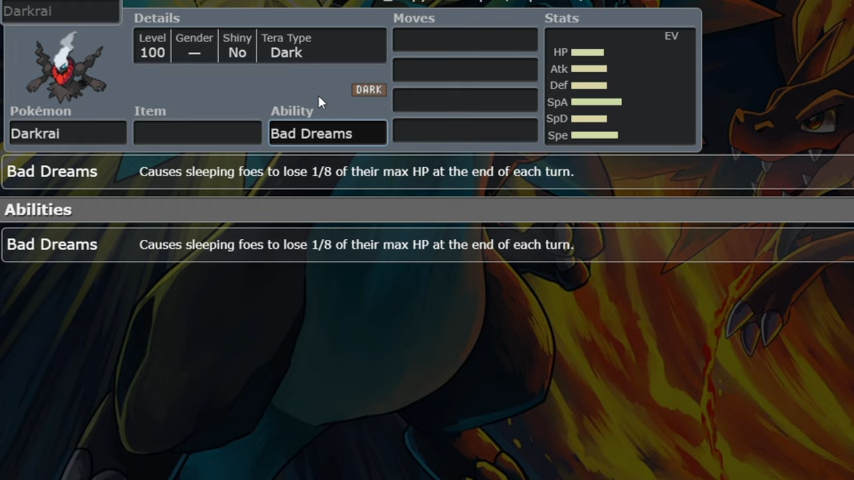 Darkrai
Details
Level Gender Shiny Tera Type
100 — No Dark
DARK
Moves
Stats
EV
HP
Atk
Def
SpA
SpD
Spe
Pokémon Item Ability
Darkrai Bad Dreams
Bad Dreams Causes sleeping foes to lose 1/8 of their max HP at the end of each turn.
Abilities
Bad Dreams Causes sleeping foes to lose 1/8 of their max HP at the end of each turn.